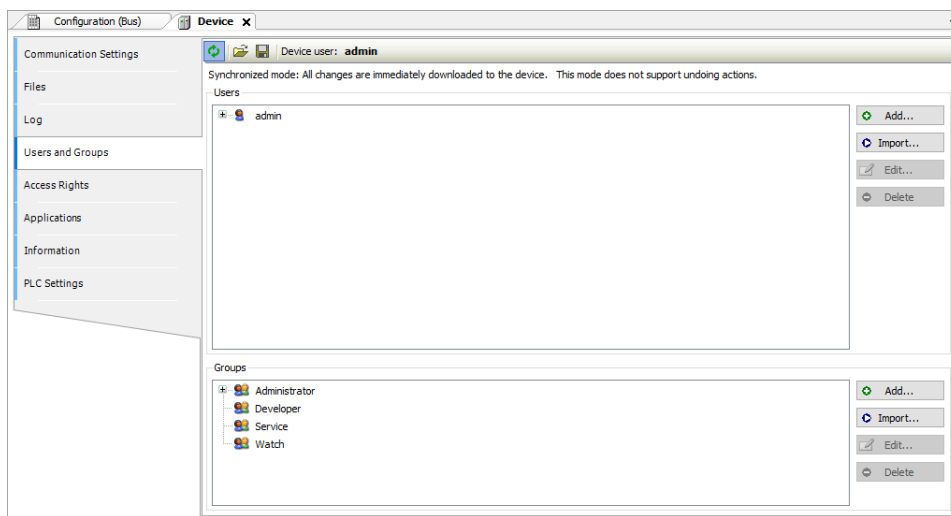 Configuration (Bus)
Device
Communication Settings
Files
Log
Users and Groups
Access Rights
Applications
Information
PLC Settings
Device user: admin
Synchronized mode: All changes are immediately downloaded to the device. This mode does not support undoing actions.
Users
admin
Add...
Import...
Edit...
Delete
Groups
Administrator
Developer
Service
Watch
Add...
Import...
Edit...
Delete